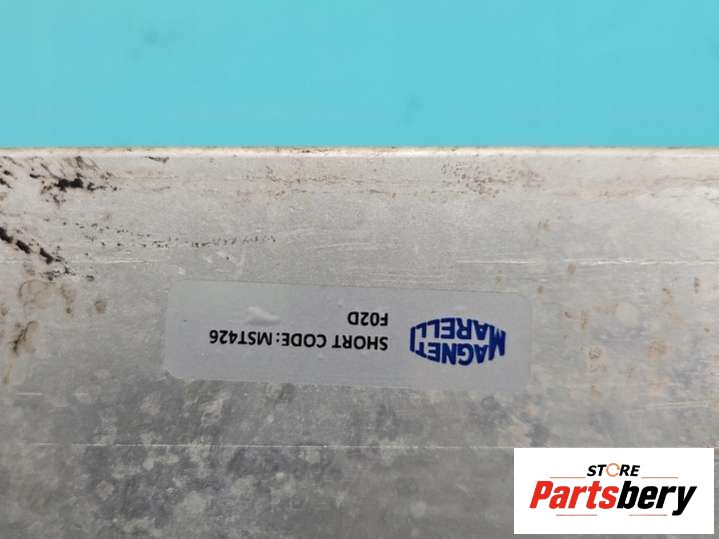 MAGNETI
MARELLI
SHORT CODE:MST426
F02D
STORE
Partsbery